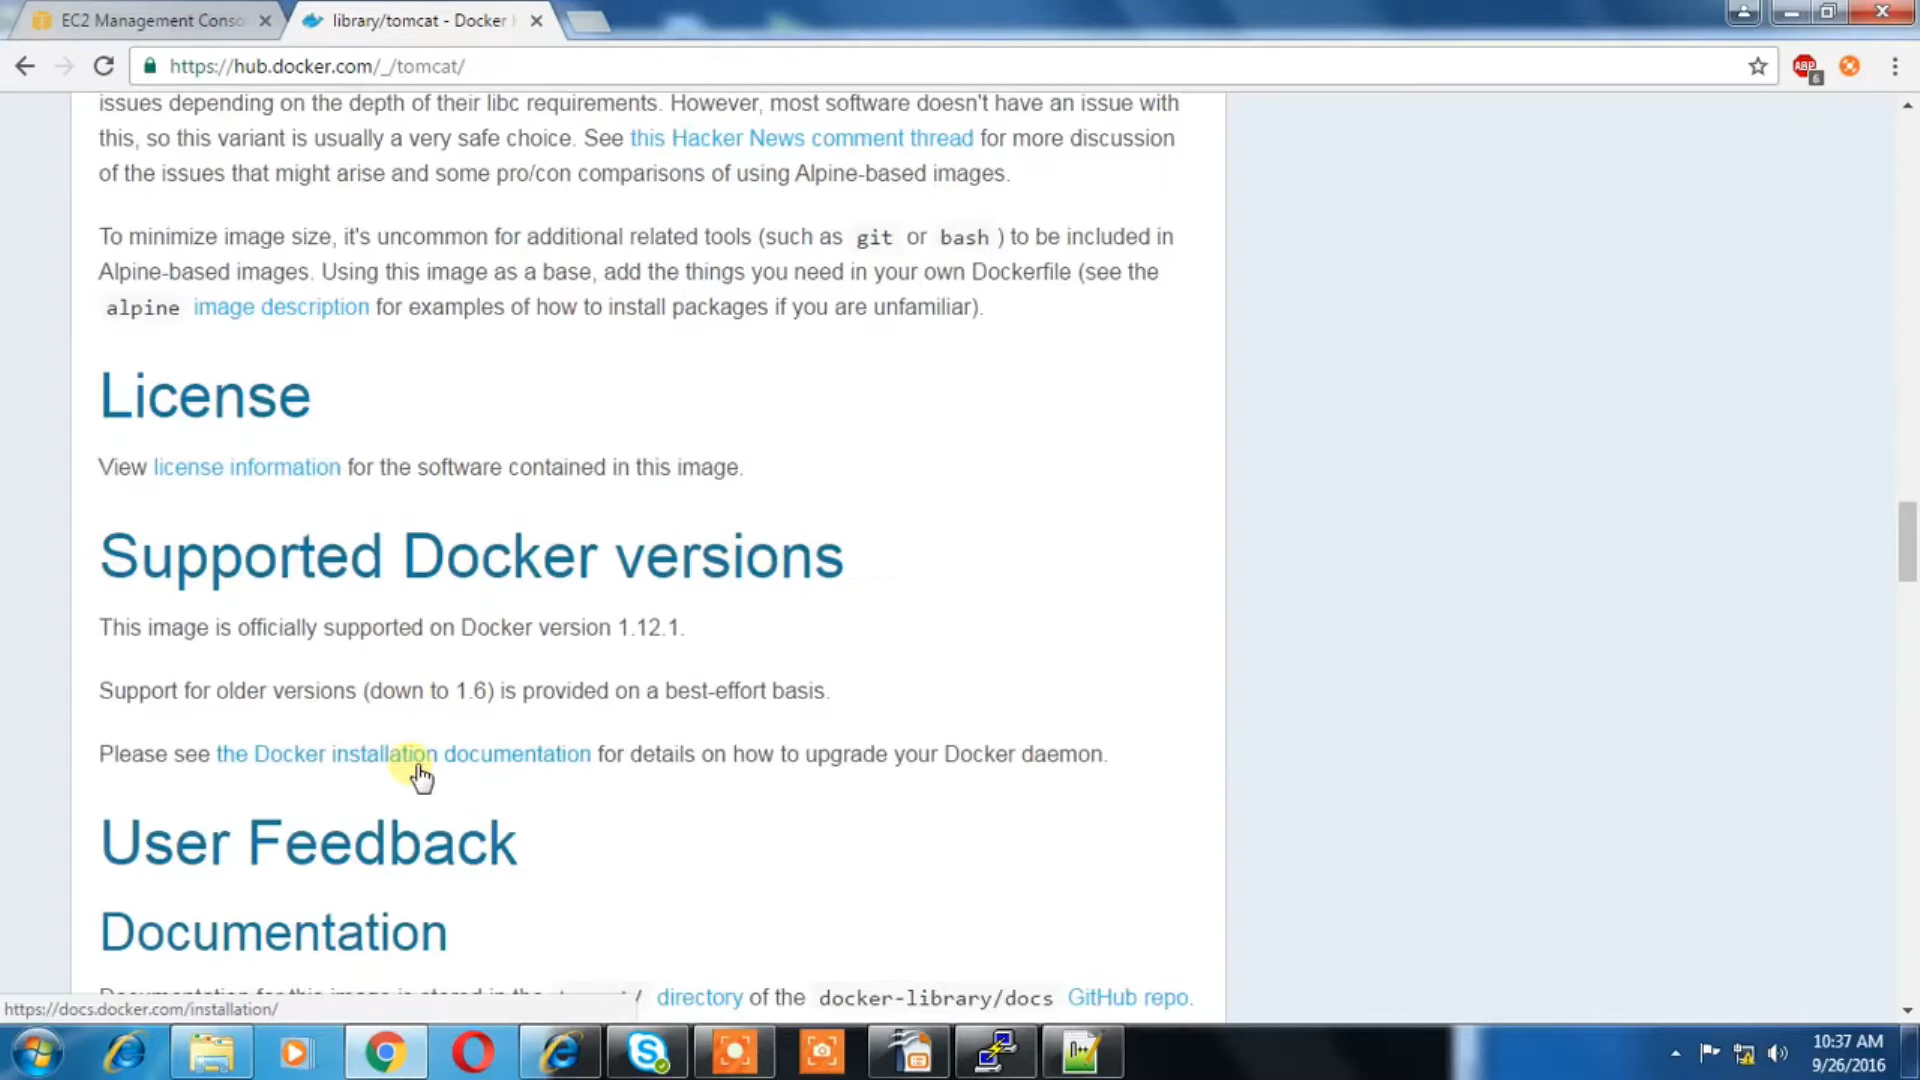 EC2 Management Conso
library/tomcat - Docker
https://hub.docker.com/_/tomcat/
ABP
6
issues depending on the depth of their libc requirements. However, most software doesn't have an issue with
this, so this variant is usually a very safe choice. See this Hacker News comment thread for more discussion
of the issues that might arise and some pro/con comparisons of using Alpine-based images.
To minimize image size, it's uncommon for additional related tools (such as git or bash ) to be included in
Alpine-based images. Using this image as a base, add the things you need in your own Dockerfile (see the
alpine image description for examples of how to install packages if you are unfamiliar).
License
View license information for the software contained in this image.
Supported Docker versions
This image is officially supported on Docker version 1.12.1.
Support for older versions (down to 1.6) is provided on a best-effort basis.
Please see the Docker installation documentation for details on how to upgrade your Docker daemon.
User Feedback
Documentation
Documentation for this image is stored in the / directory of the docker-library/docs GitHub repo.
https://docs.docker.com/installation/
10:37 AM
9/26/2016